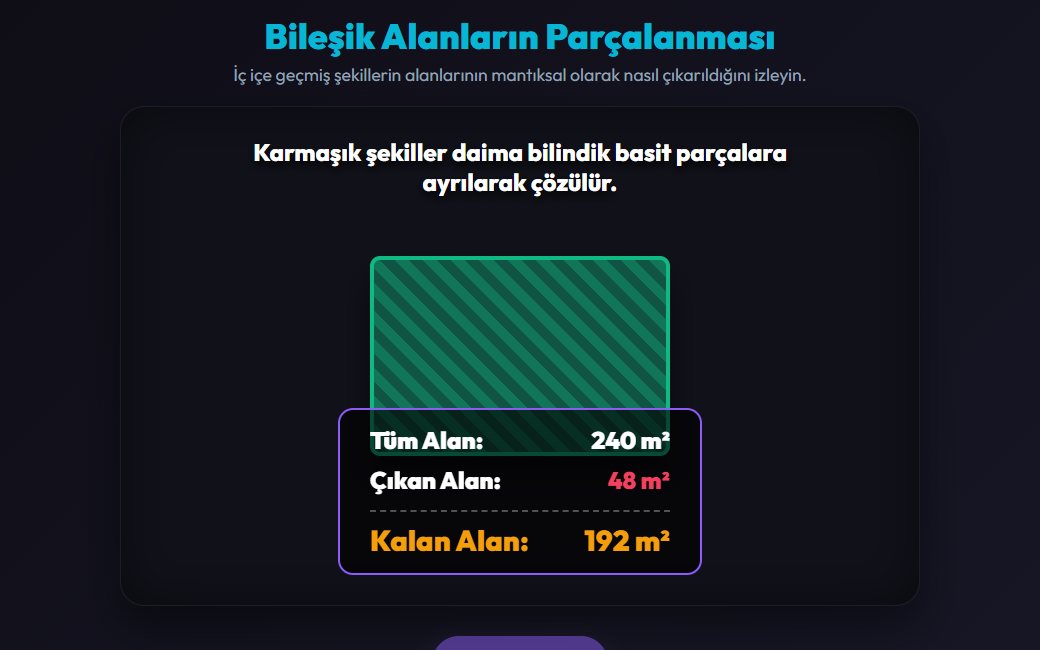 Bileşik Alanların Parçalanması
İç içe geçmiş şekillerin alanlarının mantıksal olarak nasıl çıkarıldığını izleyin.
Karmaşık şekiller daima bilindik basit parçalara
ayrılarak çözülür.
Tüm Alan: 240 m²
Çıkan Alan: 48 m²
Kalan Alan: 192 m²